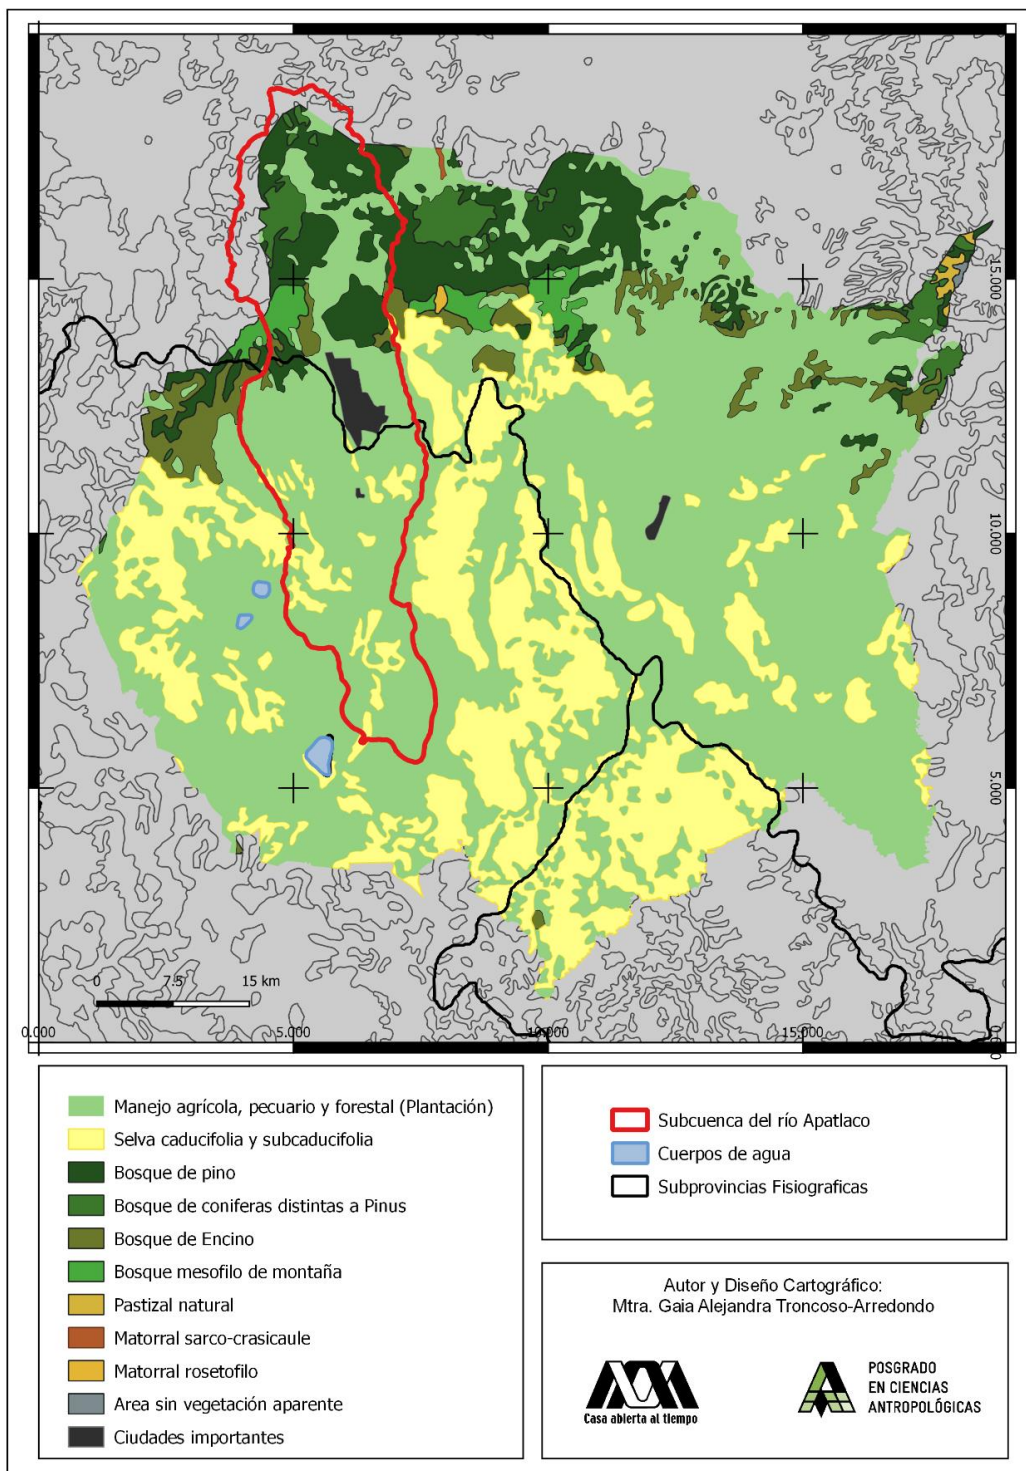 15.0000
10.000
5.0000
0 7.5 15 km
0.000 5.000 10.000 15.000
Manejo agrícola, pecuario y forestal (Plantación)
Selva caducifolia y subcaducifolia
Bosque de pino
Bosque de coniferas distintas a Pinus
Bosque de Encino
Bosque mesofilo de montaña
Pastizal natural
Matorral sarco-crasicaule
Matorral rosetofilo
Area sin vegetación aparente
Ciudades importantes
Subcuenca del río Apatlaco
Cuerpos de agua
Subprovincias Fisiograficas
Autor y Diseño Cartográfico:
Mtra. Gaia Alejandra Troncoso-Arredondo
Casa abierta al tiempo
POSGRADO
EN CIENCIAS
ANTROPOLÓGICAS